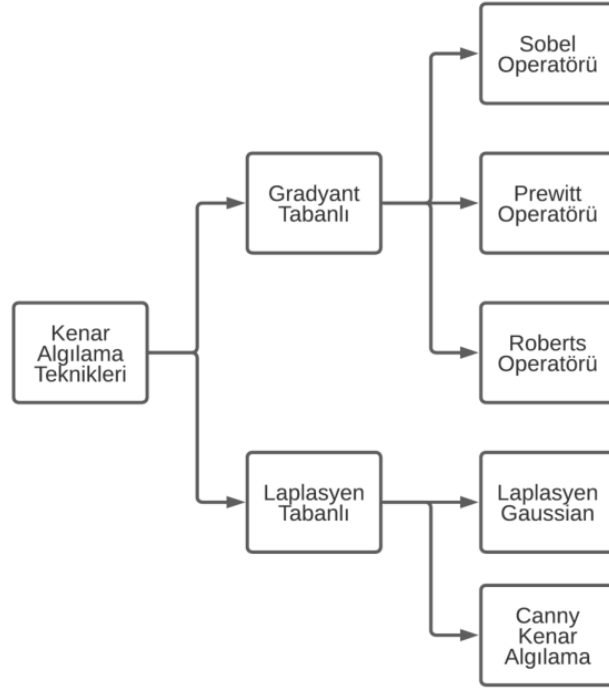 Kenar
Algılama
Teknikleri
Gradyant
Tabanlı
Sobel
Operatörü
Prewitt
Operatörü
Roberts
Operatörü
Laplasyen
Tabanlı
Laplasyen
Gaussian
Canny
Kenar
Algılama